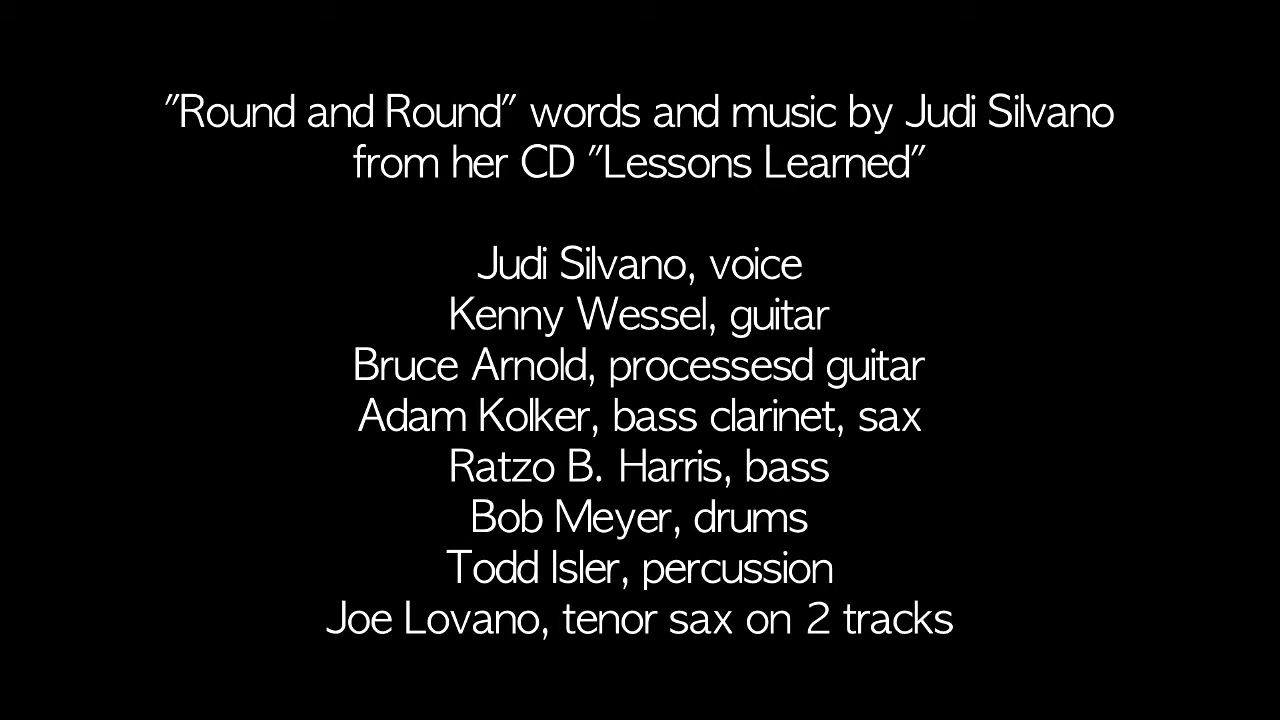 "Round and Round" words and music by Judi Silvano
from her CD "Lessons Learned"
Judi Silvano, voice
Kenny Wessel, guitar
Bruce Arnold, processesd guitar
Adam Kolker, bass clarinet, sax
Ratzo B. Harris, bass
Bob Meyer, drums
Todd Isler, percussion
Joe Lovano, tenor sax on 2 tracks